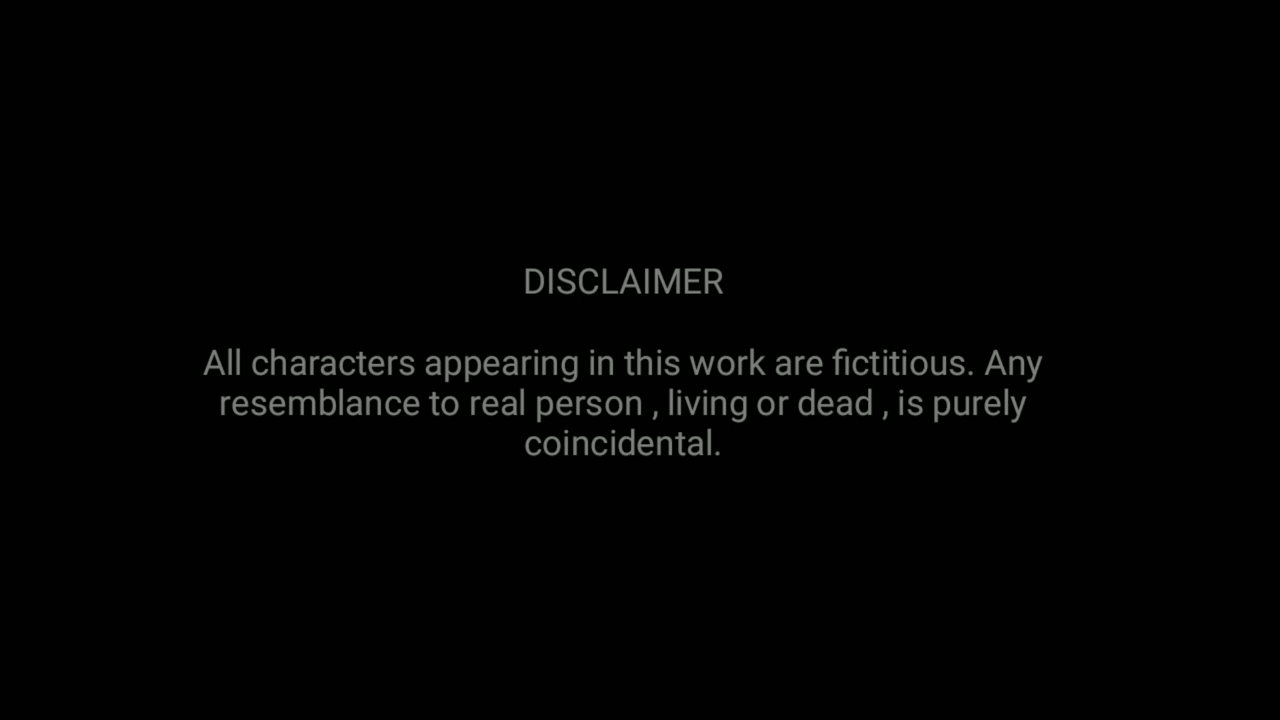 DISCLAIMER
All characters appearing in this work are fictitious. Any
resemblance to real person , living or dead , is purely
coincidental.